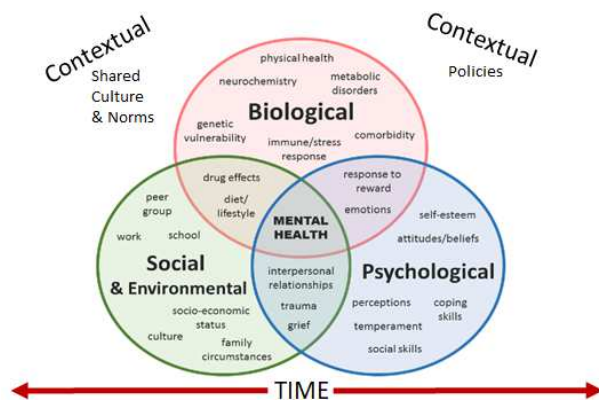 Contextual
Shared
Culture
& Norms
Contextual
Policies
physical health
neurochemistry
metabolic
disorders
Biological
genetic
vulnerability
immune/stress
response
comorbidity
drug effects
diet/
lifestyle
response to
reward
emotions
MENTAL
HEALTH
peer
group
work
school
Social
& Environmental
socio-economic
status
culture
family
circumstances
interpersonal
relationships
trauma
grief
self-esteem
attitudes/beliefs
Psychological
perceptions
coping
skills
temperament
social skills
TIME